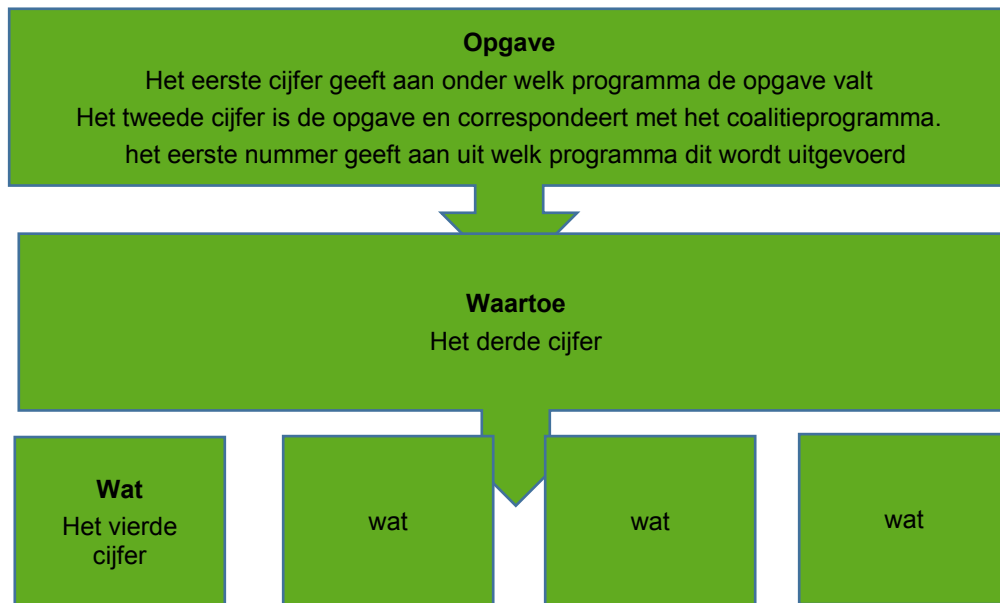 Opgave
Het eerste cijfer geeft aan onder welk programma de opgave valt
Het tweede cijfer is de opgave en correspondeert met het coalitieprogramma.
het eerste nummer geeft aan uit welk programma dit wordt uitgevoerd
Waartoe
Het derde cijfer
Wat
Het vierde
cijfer
wat
wat
wat